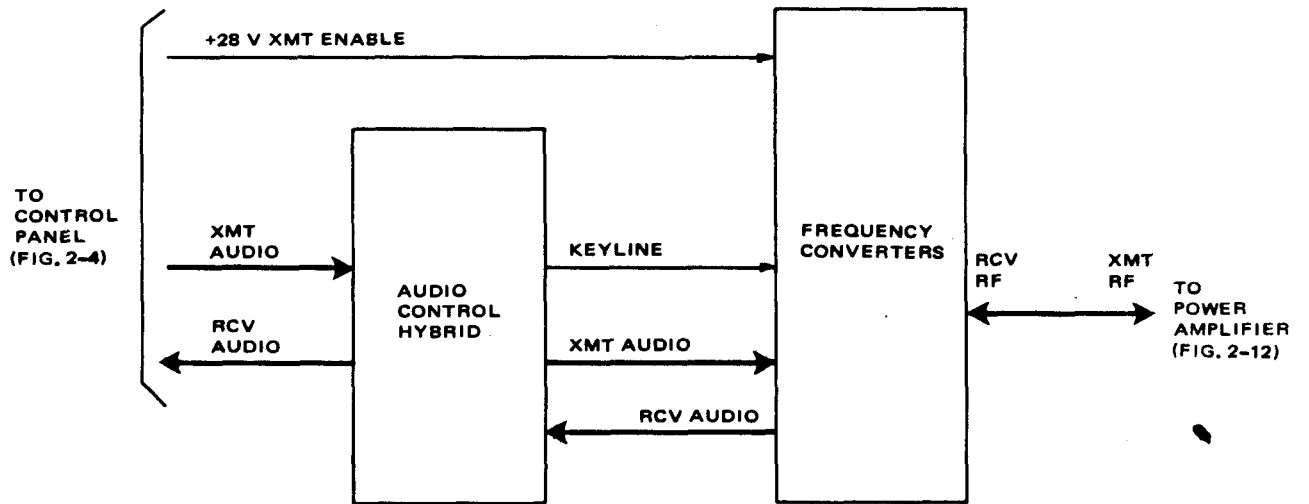 +28 V XMT ENABLE
TO
CONTROL
PANEL
(FIG. 2-4)
XMT
AUDIO
RCV
AUDIO
AUDIO
CONTROL
HYBRID
KEYLINE
XMT AUDIO
RCV AUDIO
FREQUENCY
CONVERTERS
RCV
RF
XMT
RF
TO
POWER
AMPLIFIER
(FIG. 2-12)